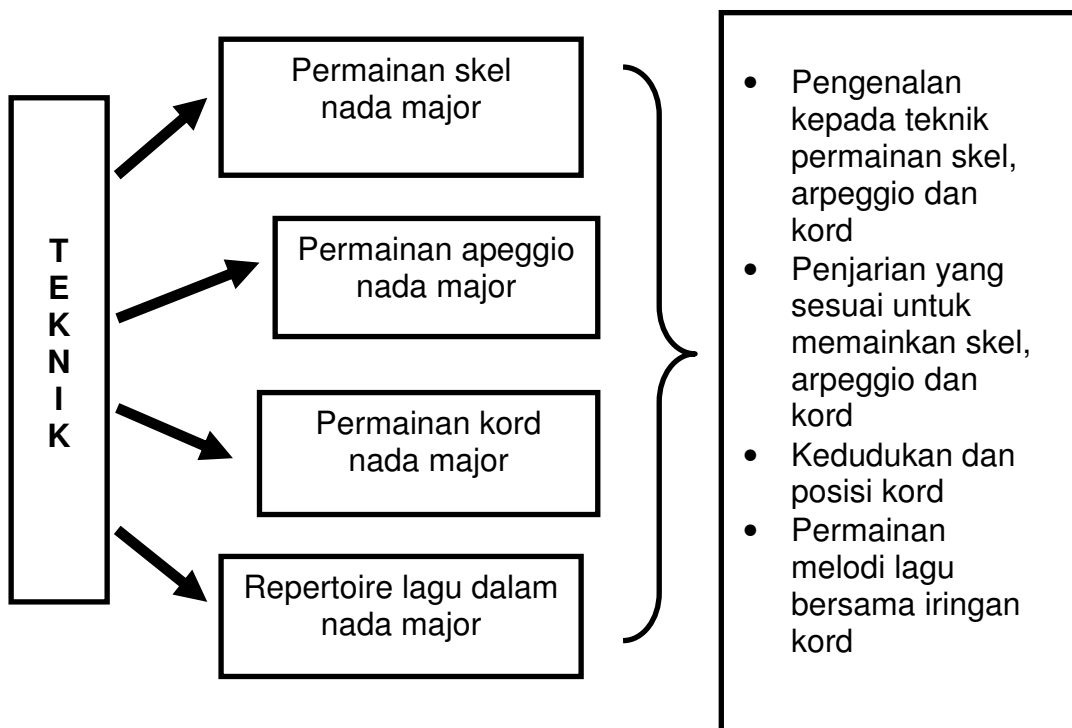 TEKNIK
Permainan skel
nada major
Permainan apeggio
nada major
Permainan kord
nada major
Repertoire lagu dalam
nada major
• Pengenalan
kepada teknik
permainan skel,
arpeggio dan
kord
• Penjarian yang
sesuai untuk
memainkan skel,
arpeggio dan
kord
• Kedudukan dan
posisi kord
• Permainan
melodi lagu
bersama iringan
kord